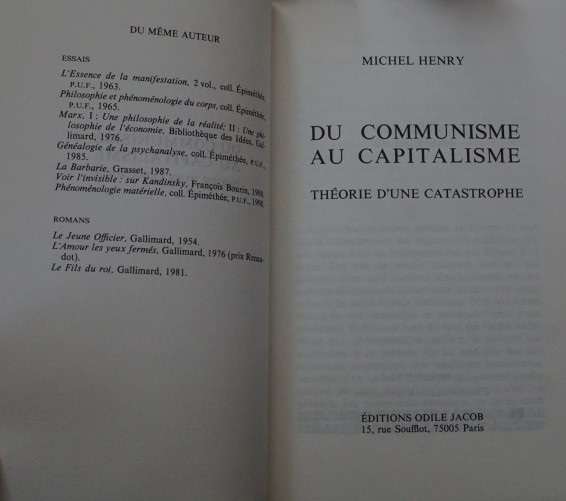 DU MÊME AUTEUR
ESSAIS
L'Essence de la manifestation, 2 vol., coll. Épiméthée,
P.U.F., 1963.
Philosophie et phénoménologie du corps, coll. Épiméthée,
P.U.F., 1965.
Marx, I : Une philosophie de la réalité; II : Une phi-
losophie de l'économie, Bibliothèque des Idées, Gal-
limard, 1976.
Généalogie de la psychanalyse, coll. Épiméthée, P.U.F.,
1985.
La Barbarie, Grasset, 1987.
Voir l'invisible : sur Kandinsky, François Bourin, 1988.
Phénoménologie matérielle, coll. Épiméthée, P.U.F., 1990.
ROMANS
Le Jeune Officier, Gallimard, 1954.
L'Amour les yeux fermés, Gallimard, 1976 (prix Renau-
dot).
Le Fils du roi, Gallimard, 1981.
MICHEL HENRY
DU COMMUNISME
AU CAPITALISME
THÉORIE D'UNE CATASTROPHE
ÉDITIONS ODILE JACOB
15, rue Soufflot, 75005 Paris